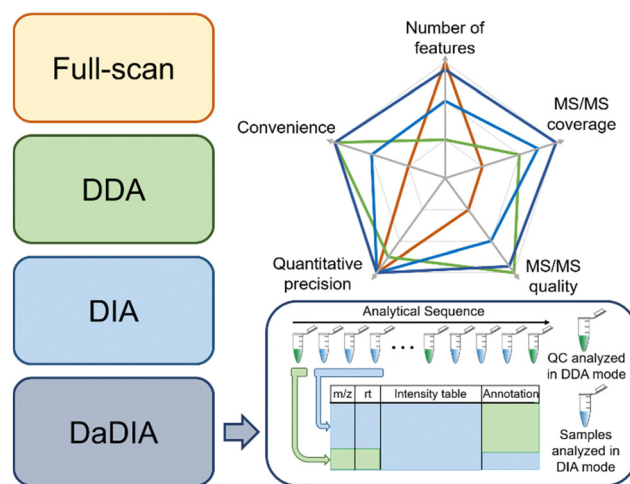 Full-scan
DDA
DIA
DaDIA
Number of
features
Convenience
MS/MS
coverage
Quantitative
precision
MS/MS
quality
Analytical Sequence
QC analyzed
in DDA mode
m/z rt Intensity table Annotation
Samples
analyzed in
DIA mode